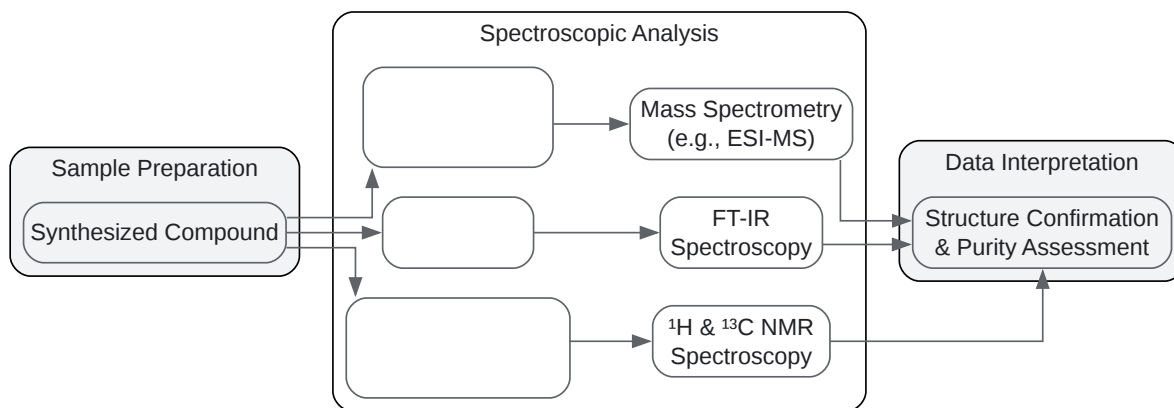 Spectroscopic Analysis
Mass Spectrometry
(e.g., ESI-MS)
Sample Preparation
Synthesized Compound
FT-IR
Spectroscopy
¹H & ¹³C NMR
Spectroscopy
Data Interpretation
Structure Confirmation
& Purity Assessment